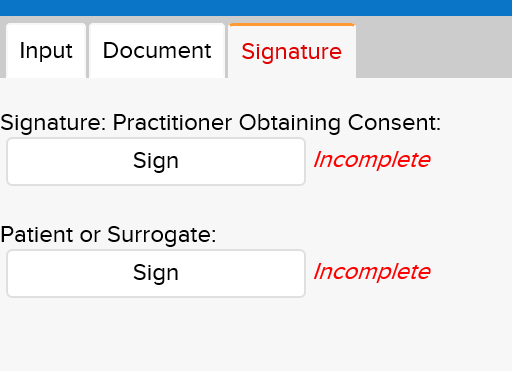 Input Document Signature
Signature: Practitioner Obtaining Consent:
Sign Incomplete
Patient or Surrogate:
Sign Incomplete